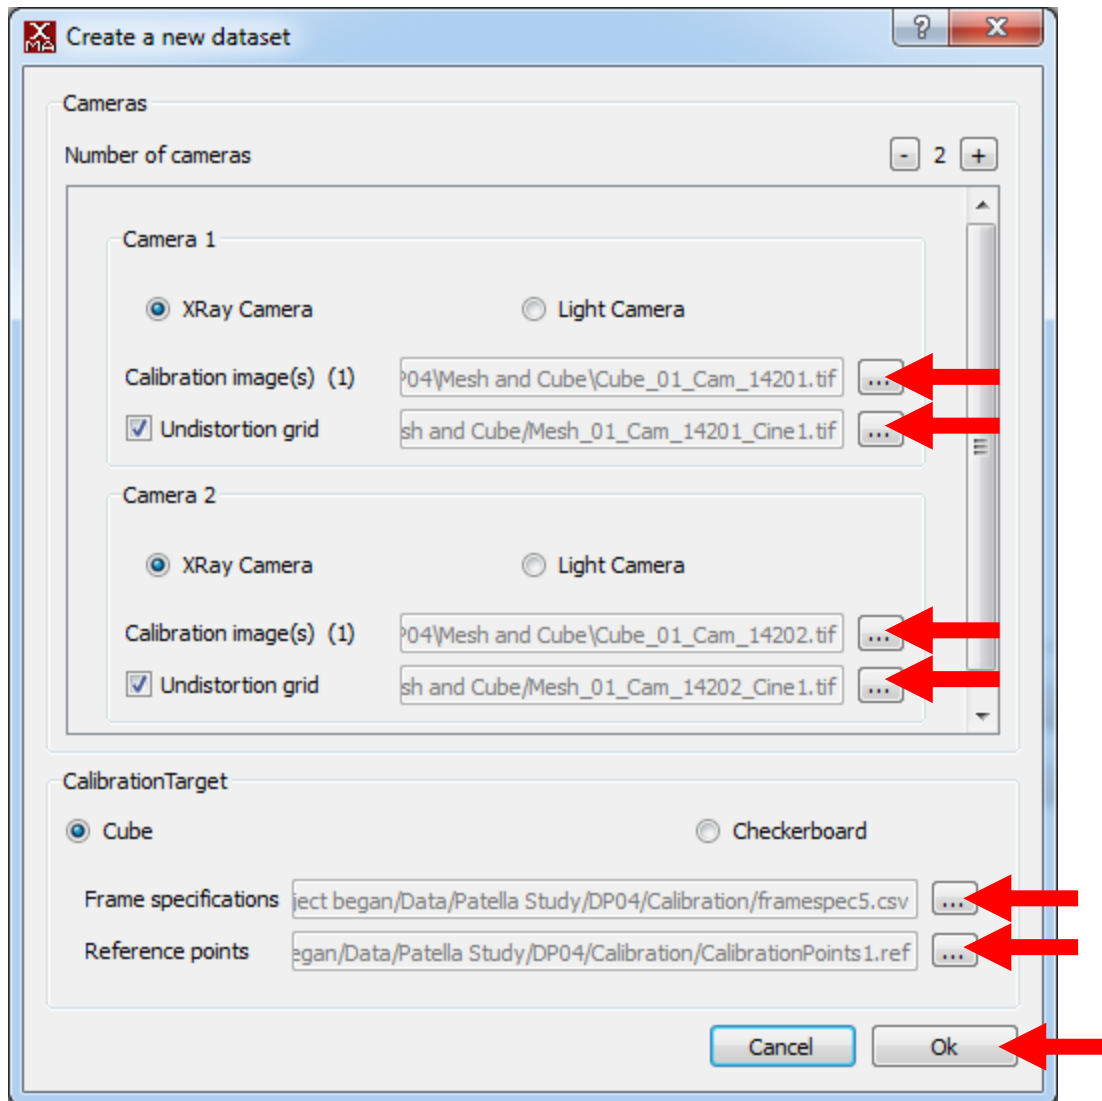 XMA Create a new dataset ? X
Cameras
Number of cameras - 2 +
Camera 1
XRay Camera Light Camera
Calibration image(s) (1) P04\Mesh and Cube\Cube_01_Cam_14201.tif ...
Undistortion grid sh and Cube/Mesh_01_Cam_14201_Cine1.tif ...
Camera 2
XRay Camera Light Camera
Calibration image(s) (1) P04\Mesh and Cube\Cube_01_Cam_14202.tif ...
Undistortion grid sh and Cube/Mesh_01_Cam_14202_Cine1.tif ...
CalibrationTarget
Cube Checkerboard
Frame specifications ject began/Data/Patella Study/DP04/Calibration/framespec5.csv ...
Reference points egan/Data/Patella Study/DP04/Calibration/CalibrationPoints1.ref ...
Cancel Ok